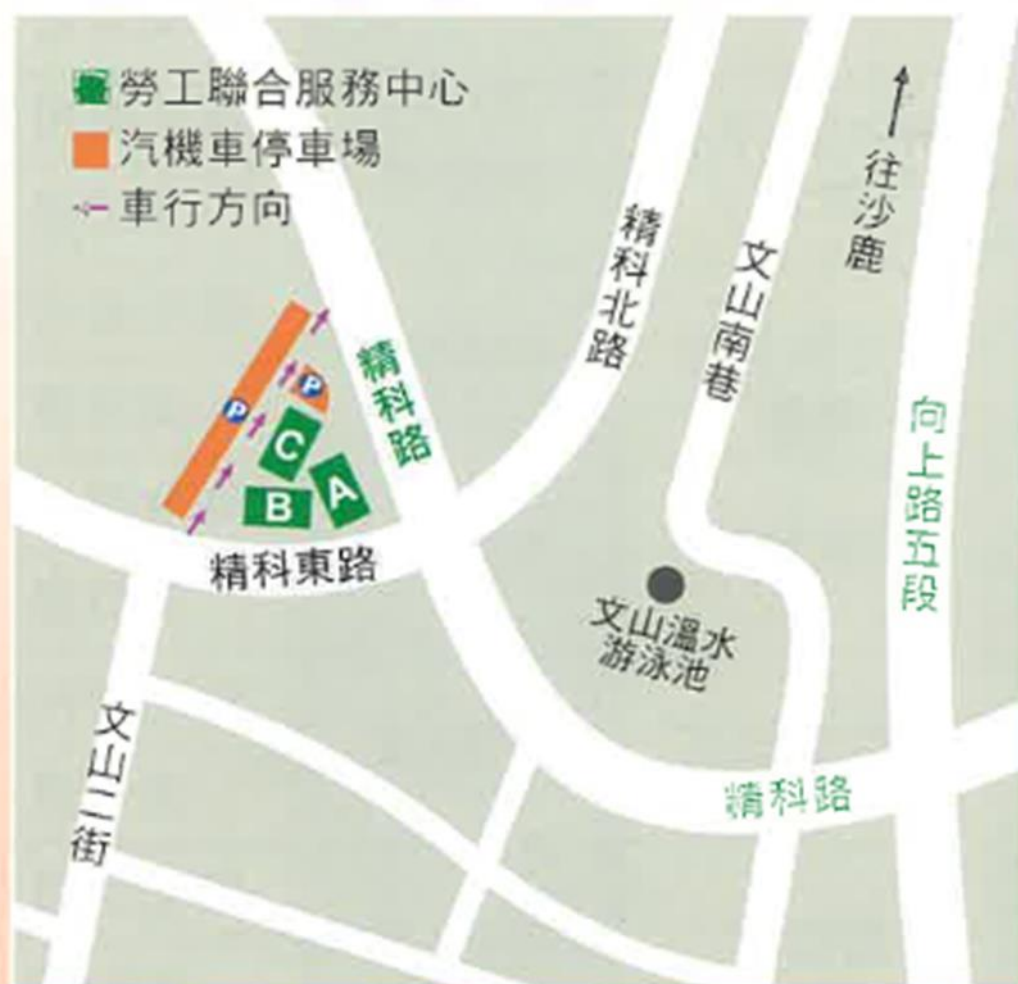 勞工聯合服務中心
汽機車停車場
車行方向
往沙鹿
精科北路
文山南巷
精科路
向上路五段
P
P
C
A
B
精科東路
文山溫水
游泳池
文山二街
精科路